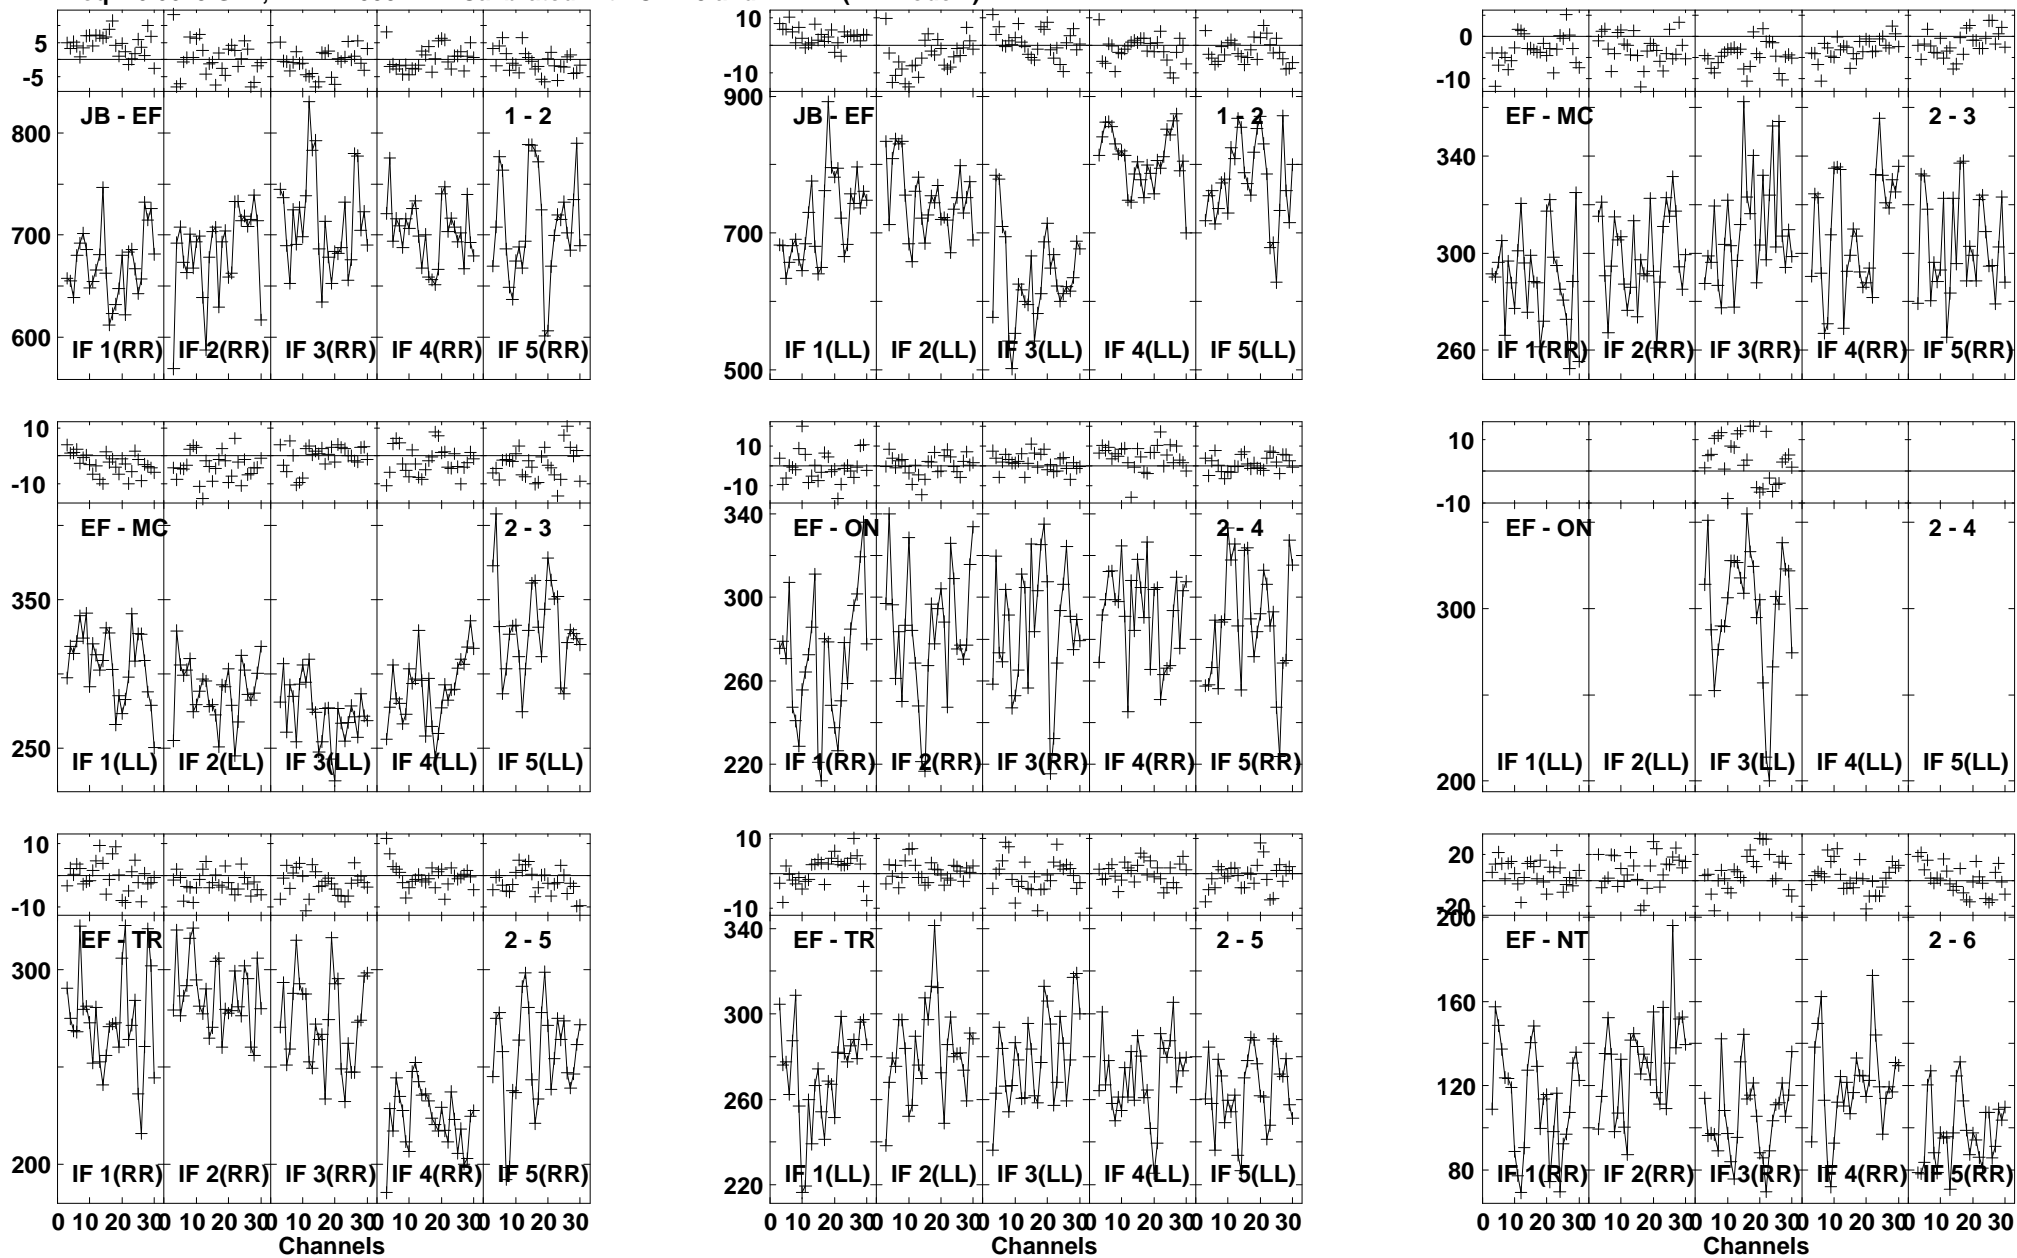 5
-5
JB - EF
1 - 2
800
700
600
IF 1(RR) IF 2(RR) IF 3(RR) IF 4(RR) IF 5(RR)
10
-10
900
JB - EF
1 - 2
700
500
IF 1(LL) IF 2(LL) IF 3(LL) IF 4(LL) IF 5(LL)
0
-10
EF - MC
2 - 3
340
300
260
IF 1(RR) IF 2(RR) IF 3(RR) IF 4(RR) IF 5(RR)
10
-10
EF - MC
2 - 3
350
250
IF 1(LL) IF 2(LL) IF 3(LL) IF 4(LL) IF 5(LL)
10
-10
340
EF - ON
2 - 4
300
260
220
IF 1(RR) IF 2(RR) IF 3(RR) IF 4(RR) IF 5(RR)
10
-10
EF - ON
2 - 4
300
200
IF 1(LL) IF 2(LL) IF 3(LL) IF 4(LL) IF 5(LL)
10
-10
EF - TR
2 - 5
300
200
IF 1(RR) IF 2(RR) IF 3(RR) IF 4(RR) IF 5(RR)
0 10 20 30 0 10 20 30 0 10 20 30 0 10 20 30 0 10 20 30
Channels
10
-10
340
EF - TR
2 - 5
300
260
220
IF 1(LL) IF 2(LL) IF 3(LL) IF 4(LL) IF 5(LL)
0 10 20 30 0 10 20 30 0 10 20 30 0 10 20 30 0 10 20 30
Channels
20
-20
200
EF - NT
2 - 6
160
120
80
IF 1(RR) IF 2(RR) IF 3(RR) IF 4(RR) IF 5(RR)
0 10 20 30 0 10 20 30 0 10 20 30 0 10 20 30 0 10 20 30
Channels